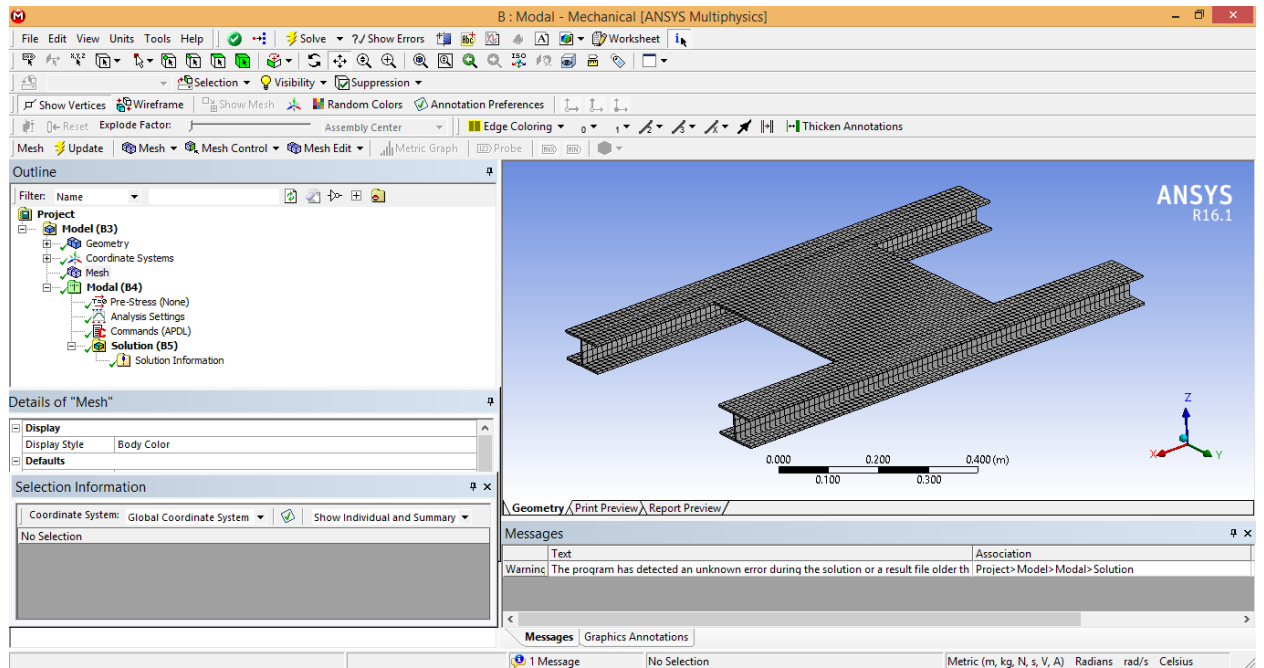 B : Modal - Mechanical [ANSYS Multiphysics]
File Edit View Units Tools Help Solve ?/ Show Errors Worksheet
Selection Visibility Suppression
Show Vertices Wireframe Show Mesh Random Colors Annotation Preferences
Reset Explode Factor: Assembly Center Edge Coloring Thicken Annotations
Mesh Update Mesh Mesh Control Mesh Edit Metric Graph Probe
Outline
Filter: Name
Project
Model (B3)
Geometry
Coordinate Systems
Mesh
Modal (B4)
Pre-Stress (None)
Analysis Settings
Commands (APDL)
Solution (B5)
Solution Information
Details of "Mesh"
Display
Display Style Body Color
Defaults
Selection Information
Coordinate System: Global Coordinate System Show Individual and Summary
No Selection
ANSYS
R16.1
Z
X Y
0.000 0.200 0.400 (m)
0.100 0.300
Geometry Print Preview Report Preview
Messages
Text Association
Warninc The program has detected an unknown error during the solution or a result file older th Project>Model>Modal>Solution
Messages Graphics Annotations
1 Message No Selection Metric (m, kg, N, s, V, A) Radians rad/s Celsius